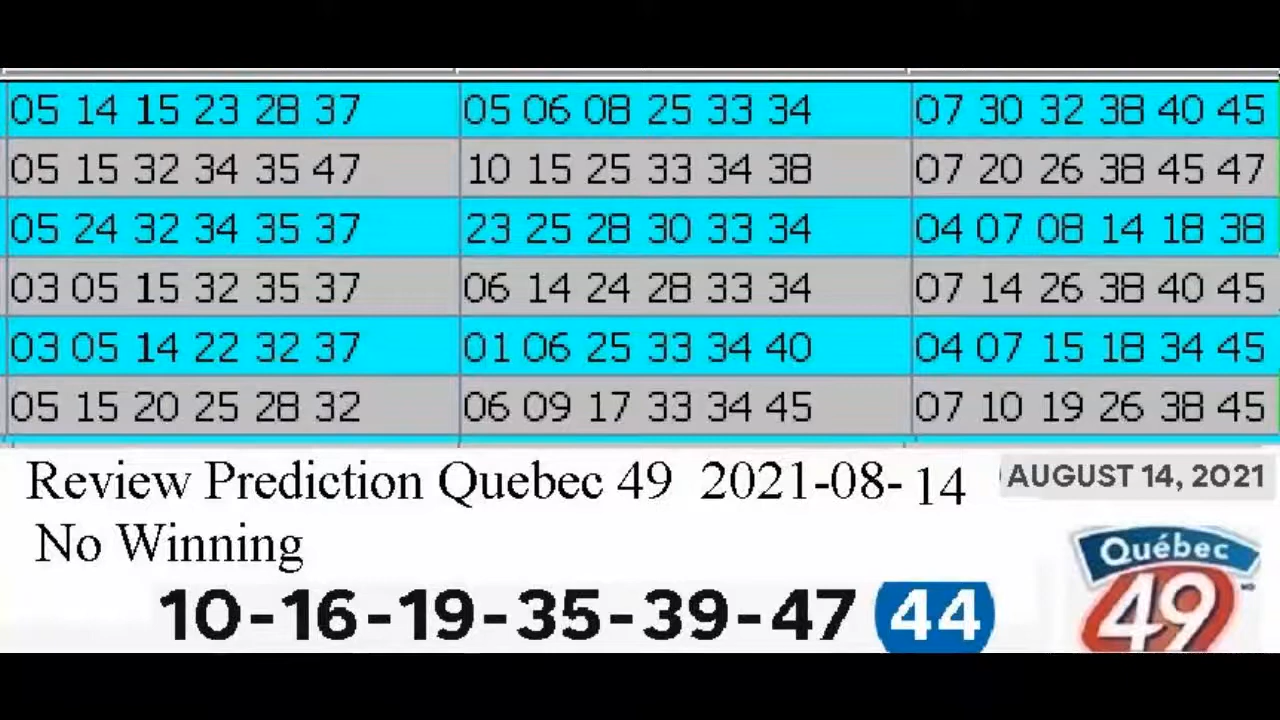 05 14 15 23 28 37 05 06 08 25 33 34 07 30 32 38 40 45
05 15 32 34 35 47 10 15 25 33 34 38 07 20 26 38 45 47
05 24 32 34 35 37 23 25 28 30 33 34 04 07 08 14 18 38
03 05 15 32 35 37 06 14 24 28 33 34 07 14 26 38 40 45
03 05 14 22 32 37 01 06 25 33 34 40 04 07 15 18 34 45
05 15 20 25 28 32 06 09 17 33 34 45 07 10 19 26 38 45
Review Prediction Quebec 49 2021-08-14
AUGUST 14, 2021
No Winning
Québec
49
10-16-19-35-39-47 44